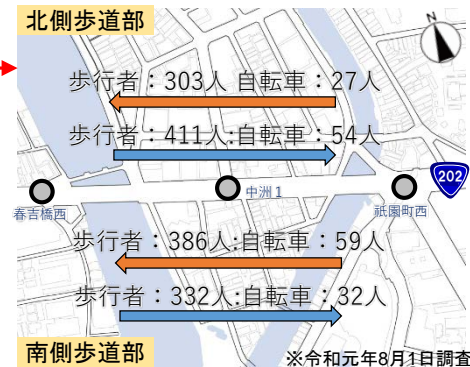 北側歩道部
N
歩行者：303人 自転車：27人
歩行者：411人:自転車：54人
202
春吉橋西
中洲1
祇園町西
歩行者：386人:自転車：59人
歩行者：332人:自転車：32人
南側歩道部
※令和元年8月1日調査